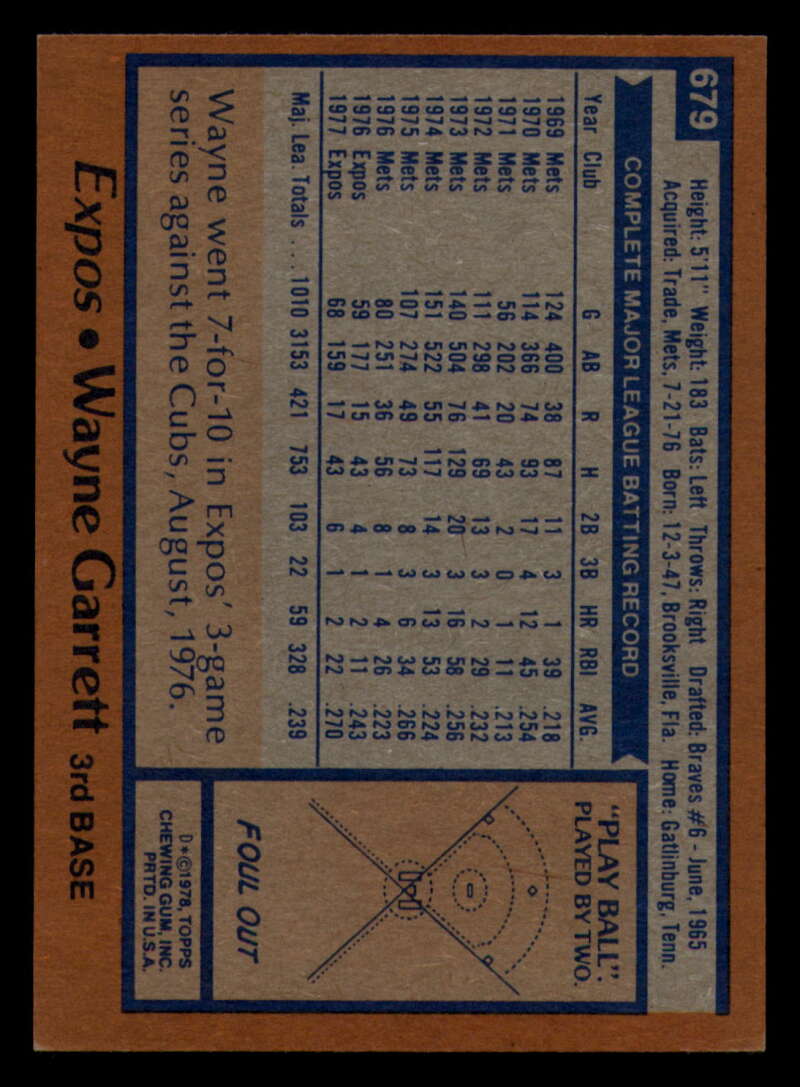 679
Height: 5'11" Weight: 183 Bats: Left Throws: Right Drafted: Braves #6 - June, 1965
Acquired: Trade, Mets, 7-21-76 Born: 12-3-47, Brooksville, Fla. Home: Gatlinburg, Tenn.
COMPLETE MAJOR LEAGUE BATTING RECORD
Year Club G AB R H 2B 3B HR RBI AVG.
1969 Mets 124 400 38 87 11 3 1 39 .218
1970 Mets 114 366 74 93 17 4 12 45 .254
1971 Mets 56 202 20 43 2 0 1 11 .213
1972 Mets 111 298 41 69 13 3 2 29 .232
1973 Mets 140 504 76 129 20 3 16 58 .256
1974 Mets 151 522 55 117 14 3 13 53 .224
1975 Mets 107 274 49 73 8 3 6 34 .266
1976 Mets 80 251 36 56 8 1 4 26 .223
1976 Expos 59 177 15 43 4 1 2 11 .243
1977 Expos 68 159 17 43 6 1 2 22 .270
Maj. Lea. Totals ... 1010 3153 421 753 103 22 59 328 .239
Wayne went 7-for-10 in Expos' 3-game
series against the Cubs, August, 1976.
"PLAY BALL":
PLAYED BY TWO.
FOUL OUT
D*©1978, TOPPS
CHEWING GUM, INC.
PRTD. IN U.S.A.
Expos • Wayne Garrett 3rd BASE